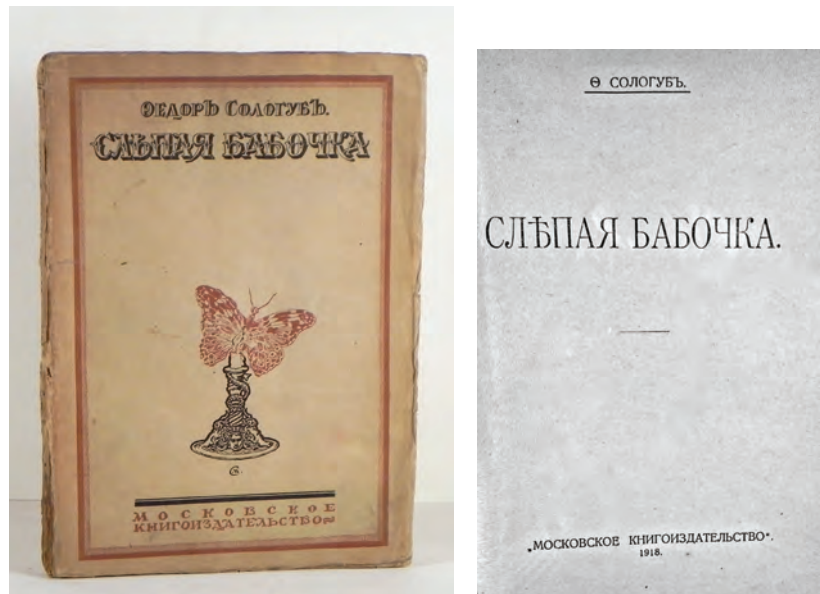 Ѳедоръ Сологубъ.
СЛѢПАЯ БАБОЧКА
МОСКОВСКОЕ
КНИГОИЗДАТЕЛЬСТВО
Ѳ СОЛОГУБЪ.
СЛѢПАЯ БАБОЧКА.
„МОСКОВСКОЕ КНИГОИЗДАТЕЛЬСТВО“.
1918.